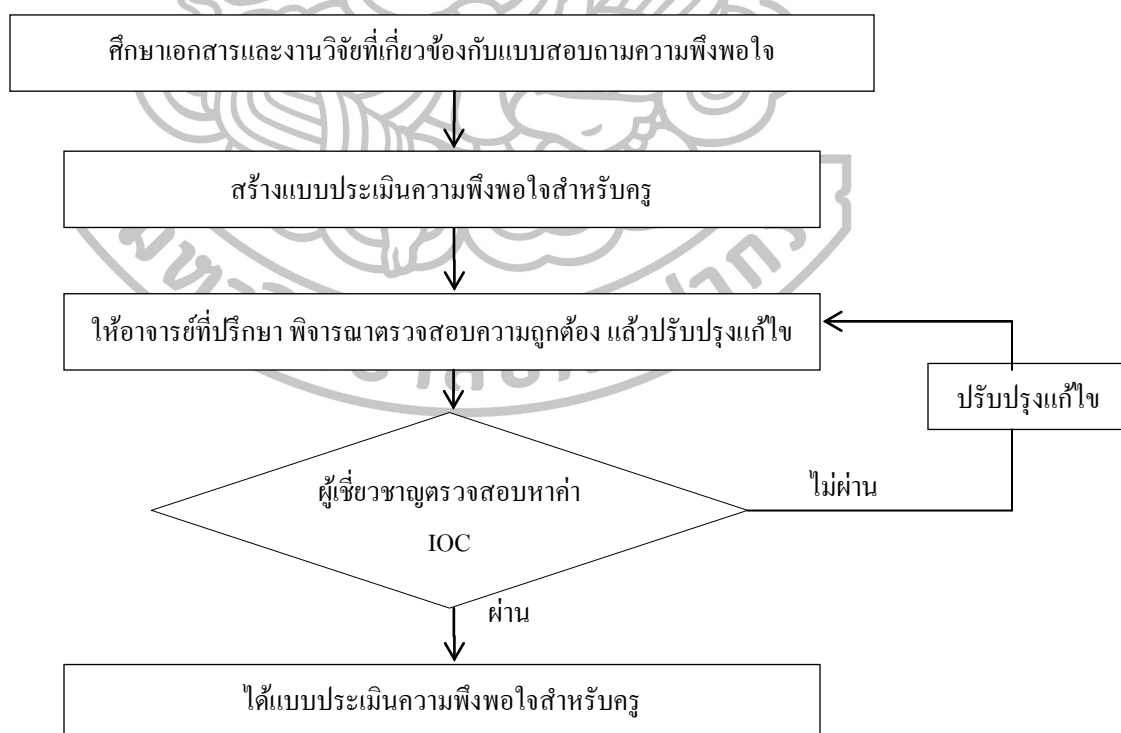 ศึกษาเอกสารและงานวิจัยที่เกี่ยวข้องกับแบบสอบถามความพึงพอใจ
สร้างแบบประเมินความพึงพอใจสำหรับครู
ให้อาจารย์ที่ปรึกษา พิจารณาตรวจสอบความถูกต้อง แล้วปรับปรุงแก้ไข
ปรับปรุงแก้ไข
ผู้เชี่ยวชาญตรวจสอบหาค่า
IOC
ไม่ผ่าน
ผ่าน
ได้แบบประเมินความพึงพอใจสำหรับครู